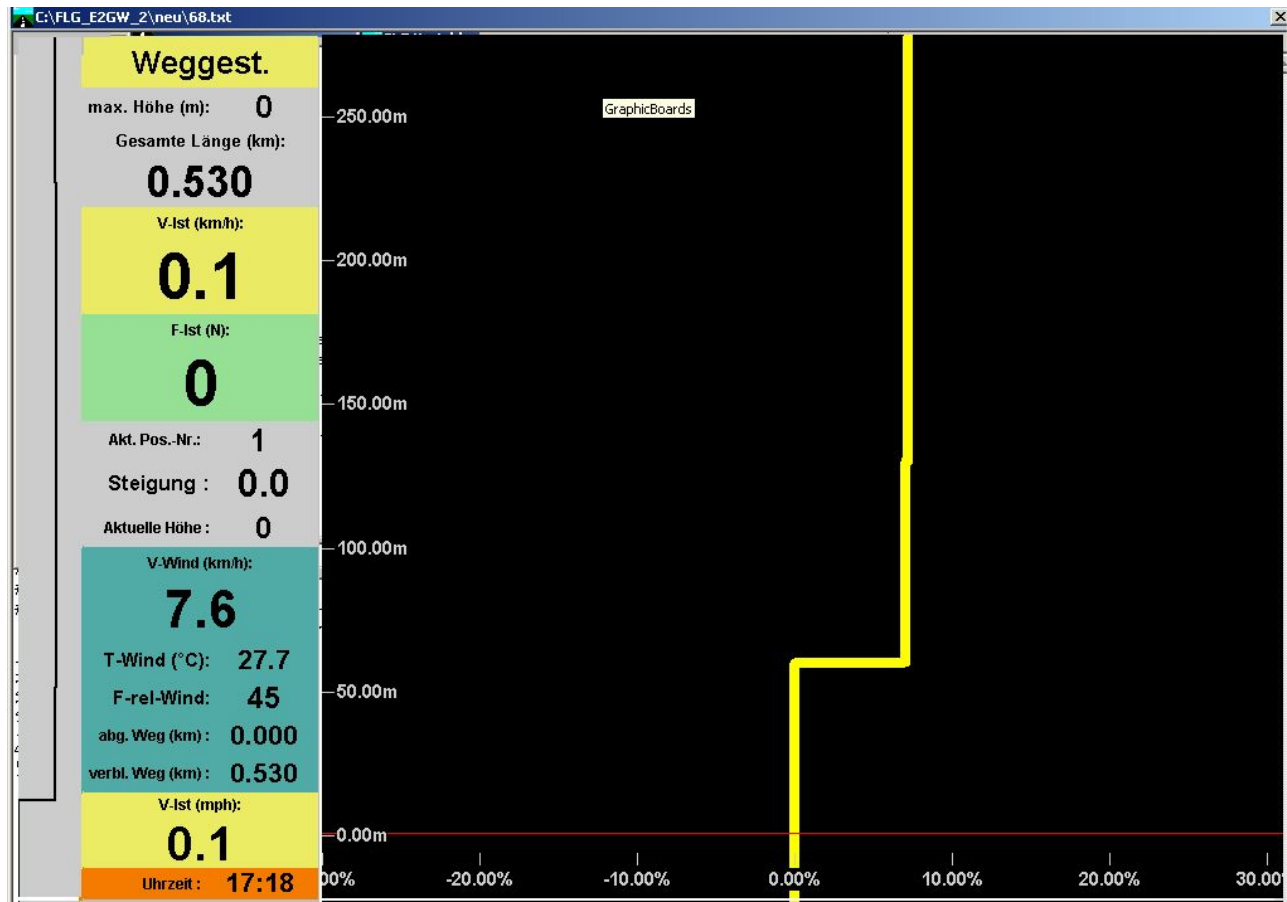 C:\FLG_E2GW_2\neu\68.txt
Weggest.
max. Höhe (m): 0
Gesamte Länge (km):
0.530
V-Ist (km/h):
0.1
F-Ist (N):
0
Akt. Pos.-Nr.: 1
Steigung : 0.0
Aktuelle Höhe : 0
V-Wind (km/h):
7.6
T-Wind (°C): 27.7
F-rel-Wind: 45
abg. Weg (km) : 0.000
verbl. Weg (km) : 0.530
V-Ist (mph):
0.1
Uhrzeit : 17:18
GraphicBoards
250.00m
200.00m
150.00m
100.00m
50.00m
0.00m
00% -20.00% -10.00% 0.00% 10.00% 20.00% 30.00